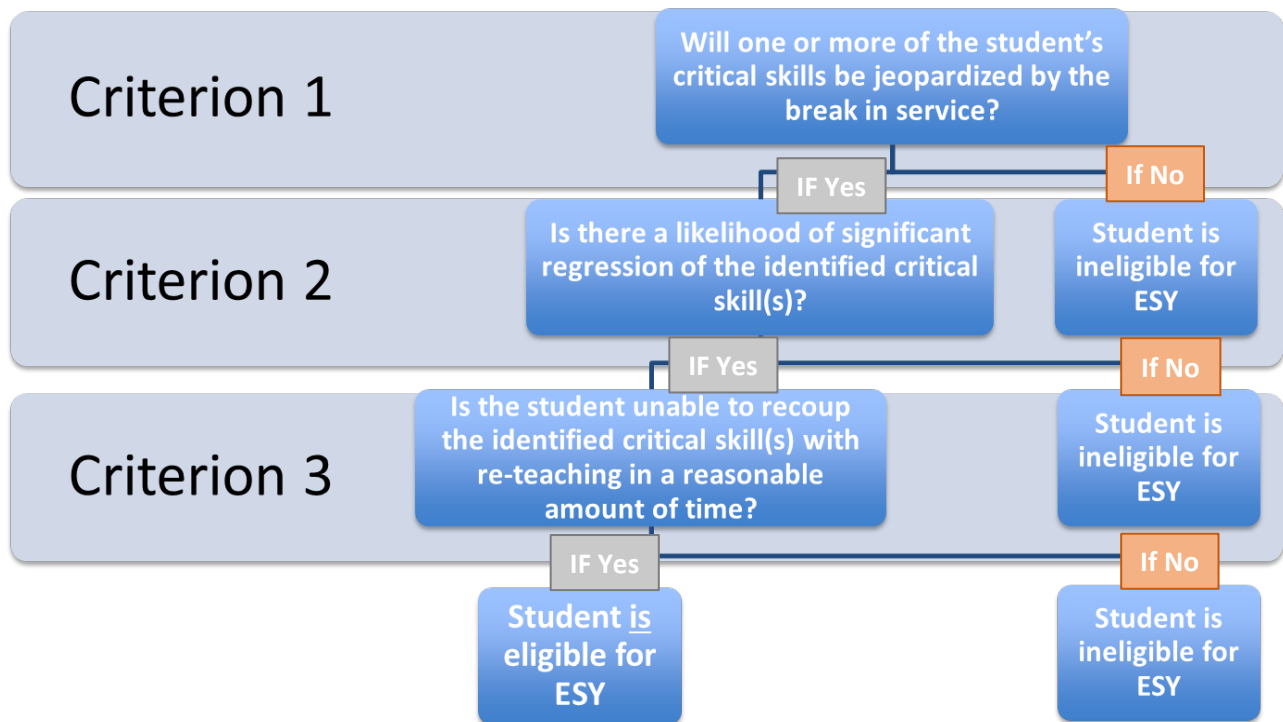 Criterion 1
Will one or more of the student’s
critical skills be jeopardized by the
break in service?
IF Yes
If No
Criterion 2
Is there a likelihood of significant
regression of the identified critical
skill(s)?
Student is
ineligible for
ESY
IF Yes
If No
Criterion 3
Is the student unable to recoup
the identified critical skill(s) with
re-teaching in a reasonable
amount of time?
Student is
ineligible for
ESY
IF Yes
If No
Student is
eligible for
ESY
Student is
ineligible for
ESY